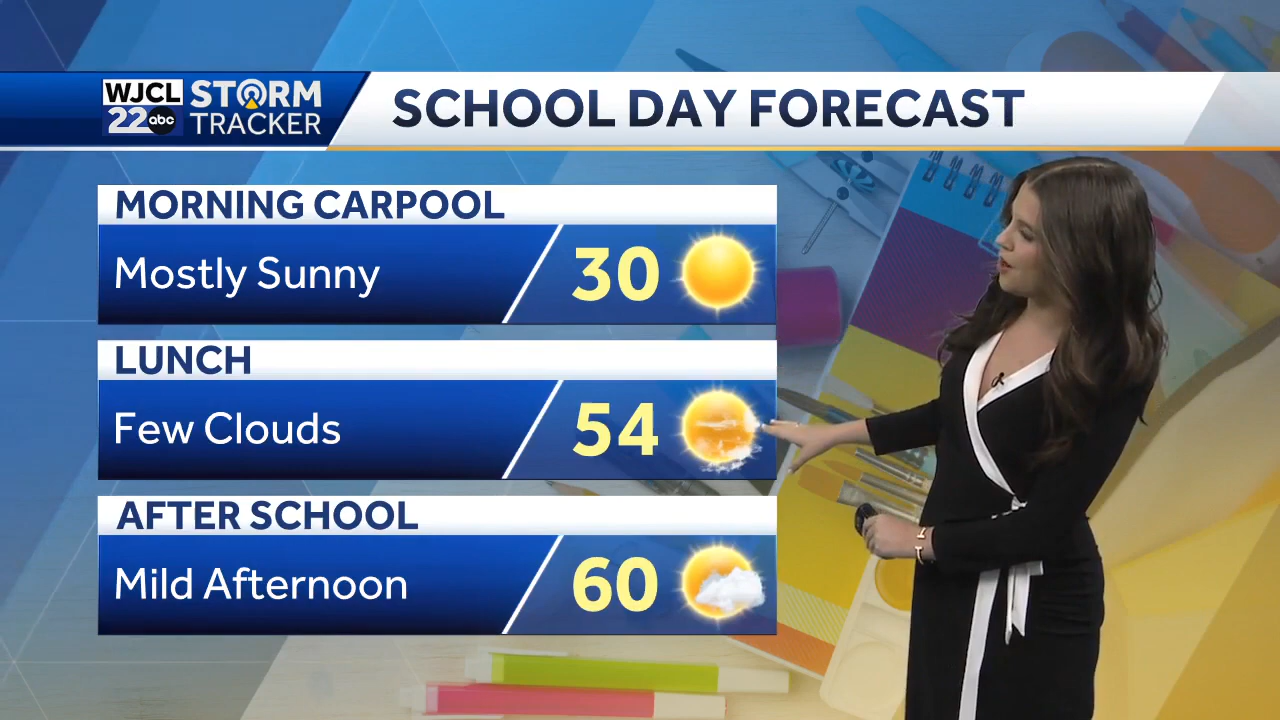 WJCL
22 abc
STORM
TRACKER
SCHOOL DAY FORECAST
MORNING CARPOOL
Mostly Sunny
30
LUNCH
Few Clouds
54
AFTER SCHOOL
Mild Afternoon
60